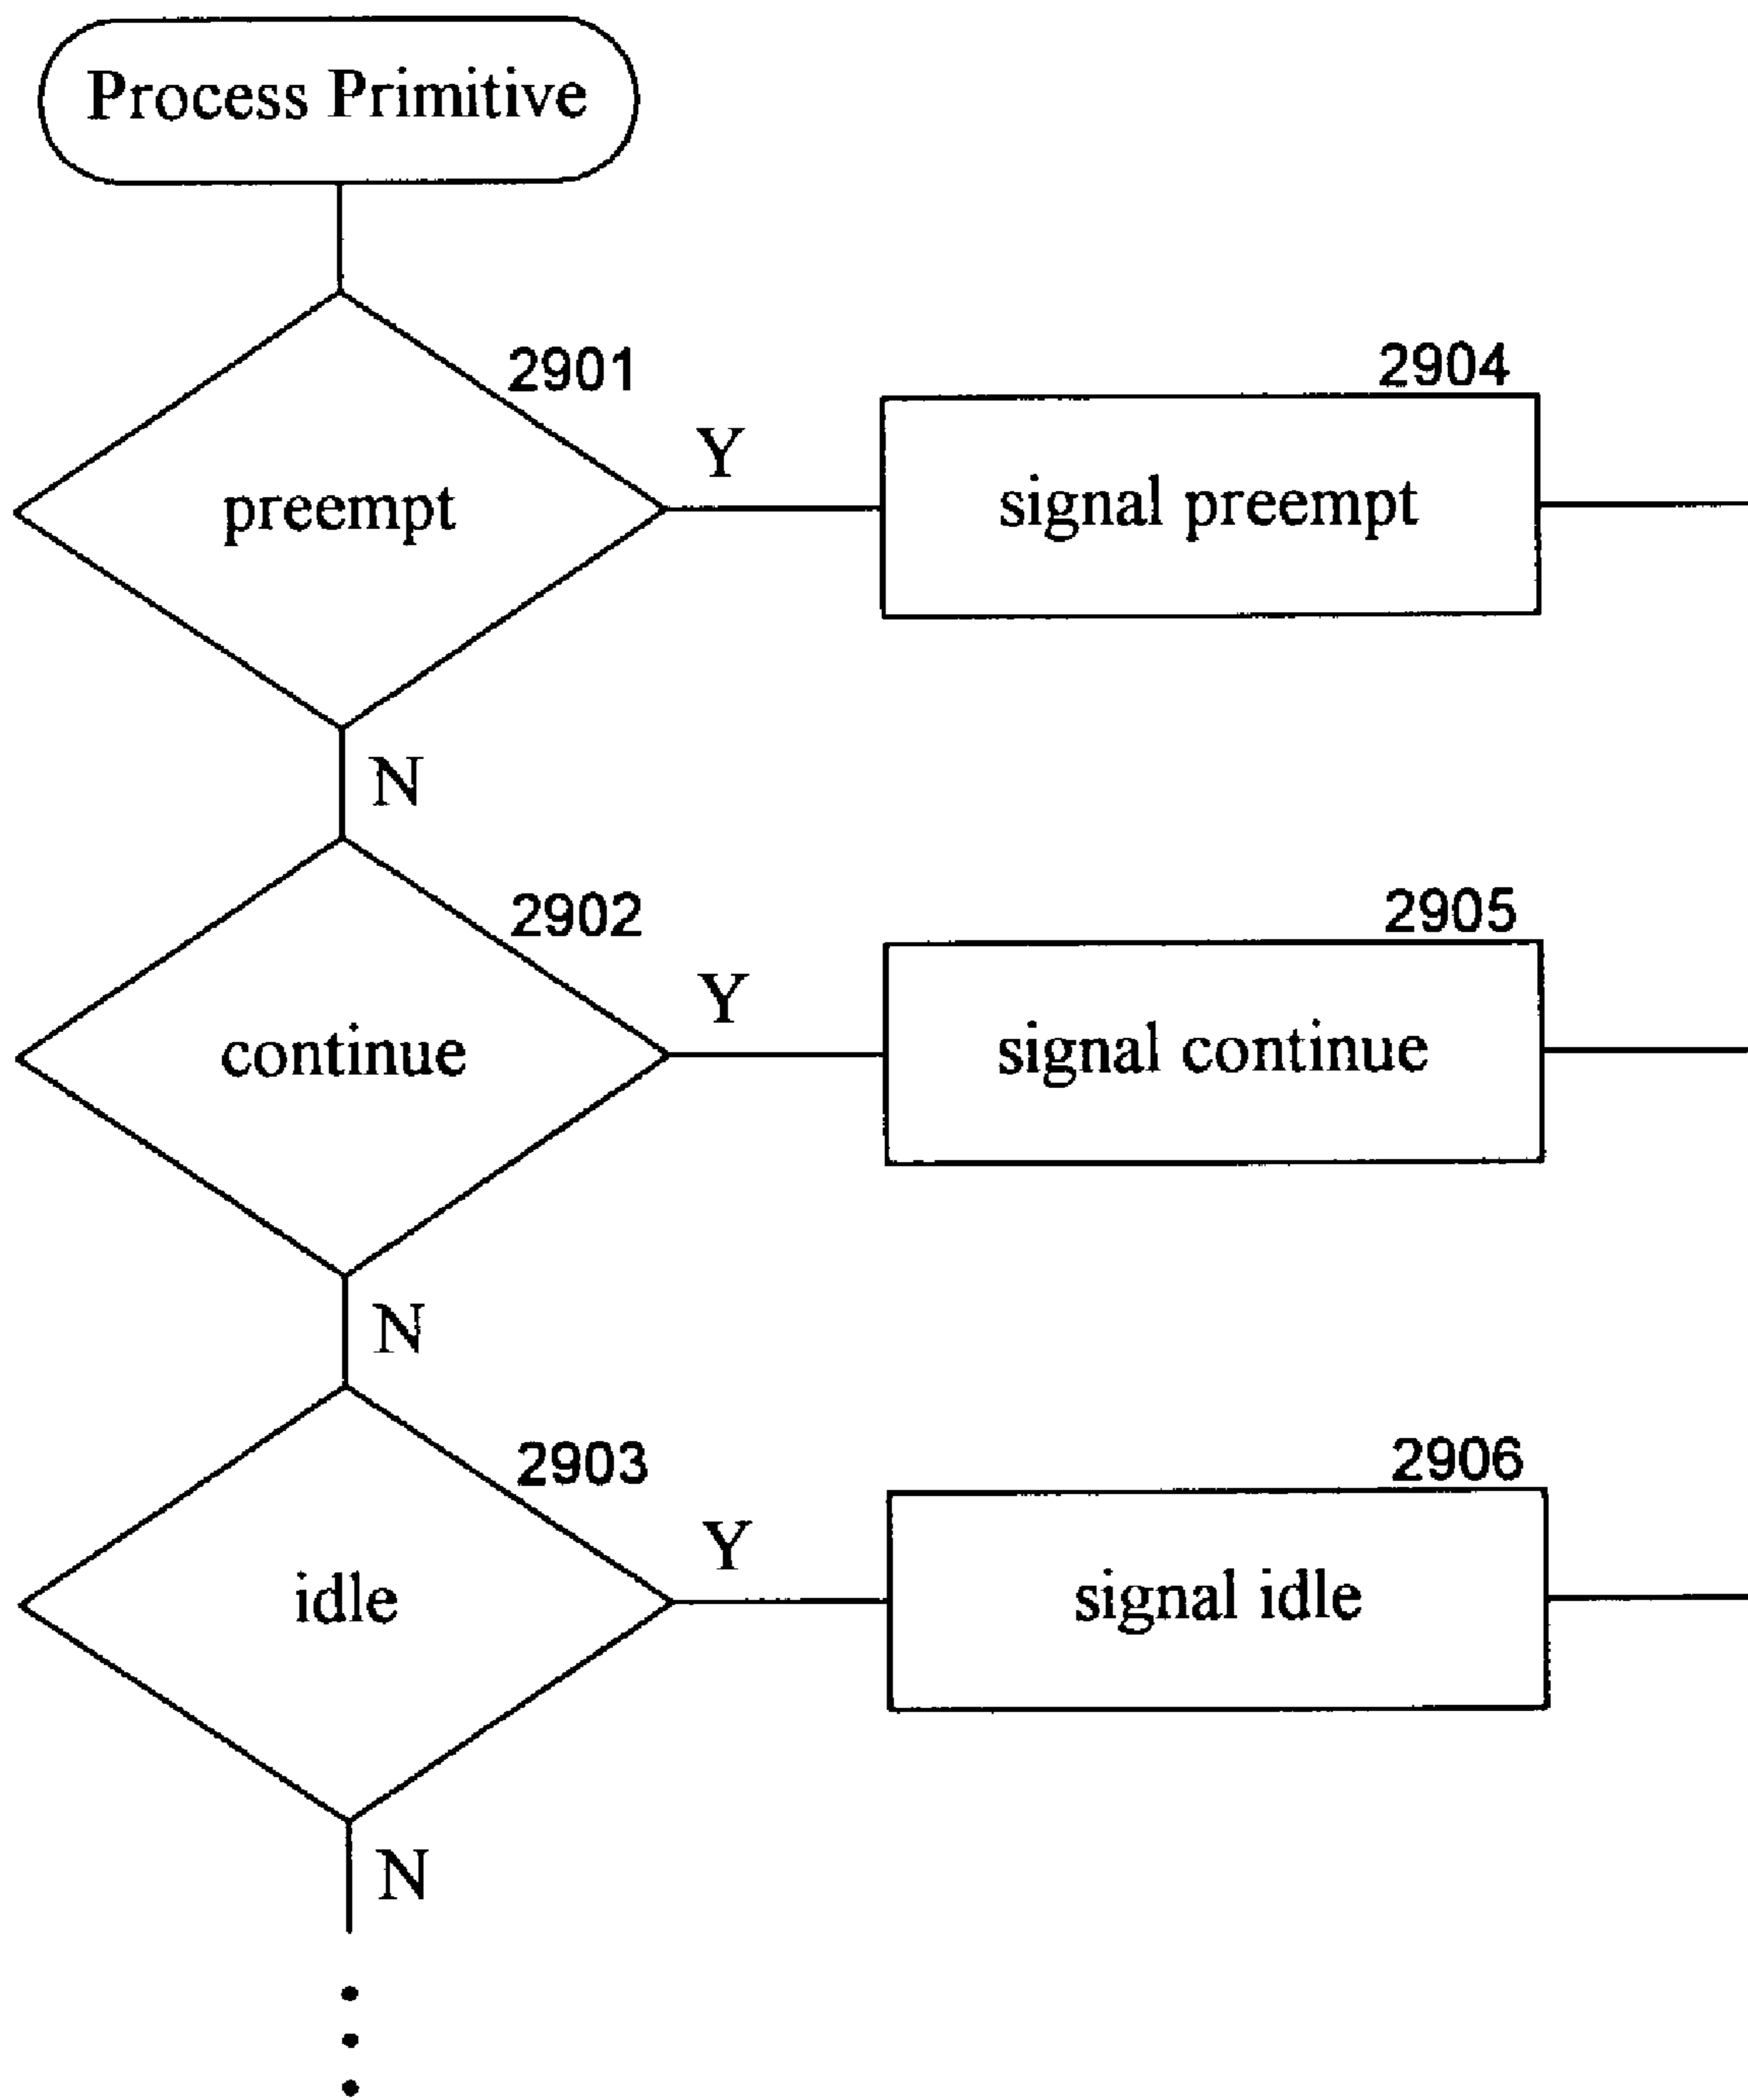 Process Primitive
2901
preempt
Y
2904
signal preempt
N
2902
continue
Y
2905
signal continue
N
2903
idle
Y
2906
signal idle
N